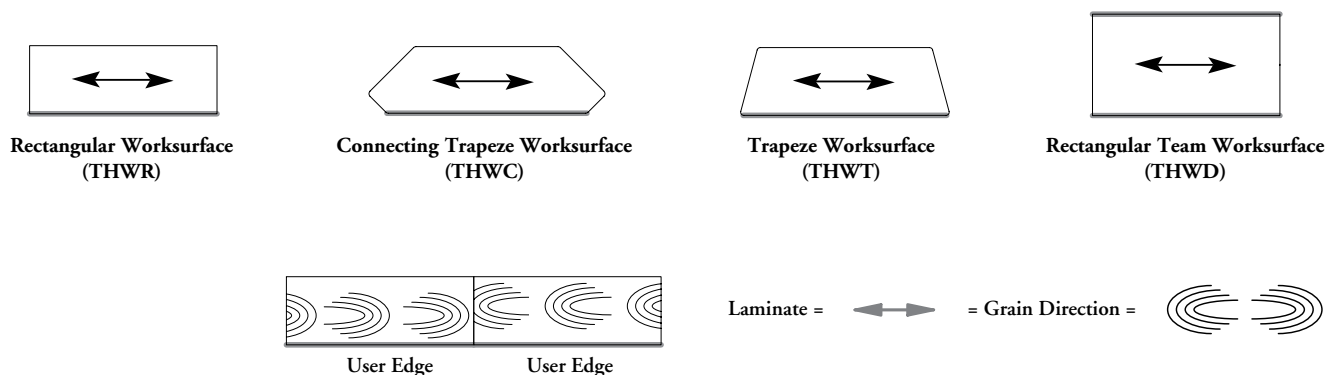 Rectangular Worksurface
(THWR)
Connecting Trapeze Worksurface
(THWC)
Trapeze Worksurface
(THWT)
Rectangular Team Worksurface
(THWD)
User Edge
User Edge
Laminate = = Grain Direction =